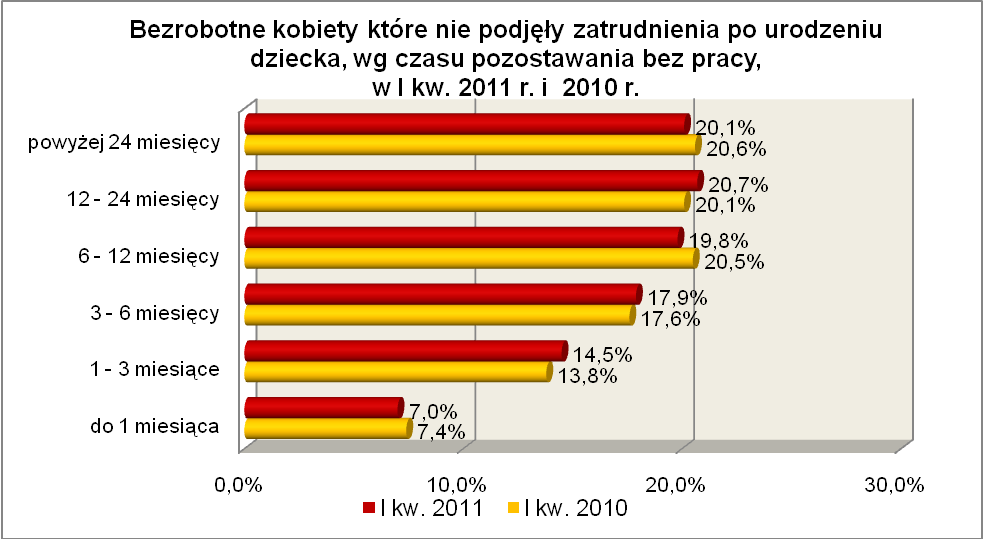 Bezrobotne kobiety które nie podjęły zatrudnienia po urodzeniu
dziecka, wg czasu pozostawania bez pracy,
w I kw. 2011 r. i  2010 r.
powyżej 24 miesięcy
20,1%
20,6%
12 - 24 miesięcy
20,7%
20,1%
6 - 12 miesięcy
19,8%
20,5%
3 - 6 miesięcy
17,9%
17,6%
1 - 3 miesiące
14,5%
13,8%
do 1 miesiąca
7,0%
7,4%
0,0% 10,0% 20,0% 30,0%
I kw. 2011 I kw. 2010